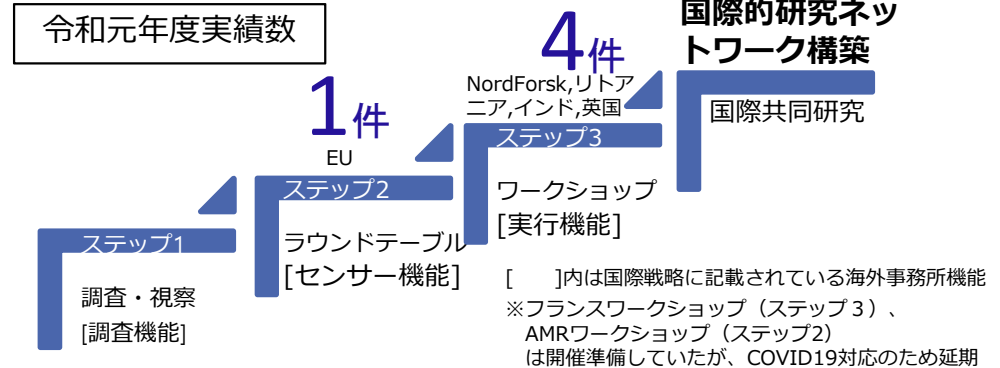 令和元年度実績数
国際的研究ネッ
トワーク構築
4件
NordForsk,リトア
ニア,インド,英国
1件
EU
国際共同研究
ステップ3
ワークショップ
[実行機能]
ステップ2
ラウンドテーブル
[センサー機能]
ステップ1
調査・視察
[調査機能]
[　　]内は国際戦略に記載されている海外事務所機能
※フランスワークショップ（ステップ３）、
AMRワークショップ（ステップ2）
は開催準備していたが、COVID19対応のため延期